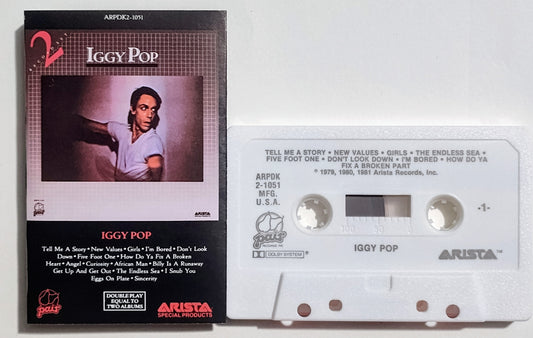 ARPDK2-1051
2
IGGY POP
pair
ARISTA
IGGY POP
Tell Me A Story • New Values • Girls • I'm Bored • Don't Look
Down • Five Foot One • How Do Ya Fix A Broken
Heart • Angel • Curiosity • African Man • Billy Is A Runaway
Get Up And Get Out • The Endless Sea • I Snub You
Eggs On Plate • Sincerity
pair
DOUBLE PLAY
EQUAL TO
TWO ALBUMS
ARISTA
SPECIAL PRODUCTS
TELL ME A STORY • NEW VALUES • GIRLS • THE ENDLESS SEA •
FIVE FOOT ONE • DON'T LOOK DOWN • I'M BORED • HOW DO YA
FIX A BROKEN PART
℗ 1979, 1980, 1981 Arista Records, Inc.
ARPDK
2-1051
MFG.
U.S.A.
-1-
100 50
pair
DOLBY SYSTEM
IGGY POP
ARISTA™